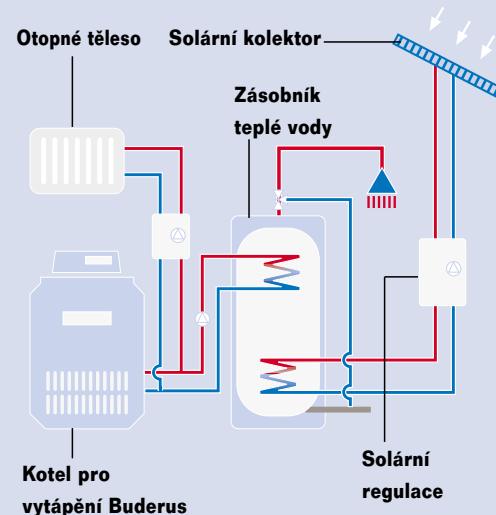 Otopné těleso
Solární kolektor
Zásobník
teplé vody
Kotel pro
vytápění Buderus
Solární
regulace